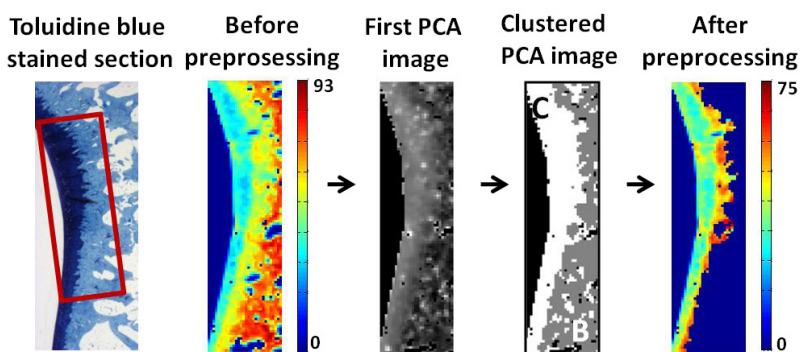 Toluidine blue
stained section
Before
preprosessing
First PCA
image
Clustered
PCA image
After
preprocessing
93
0
C
B
75
0